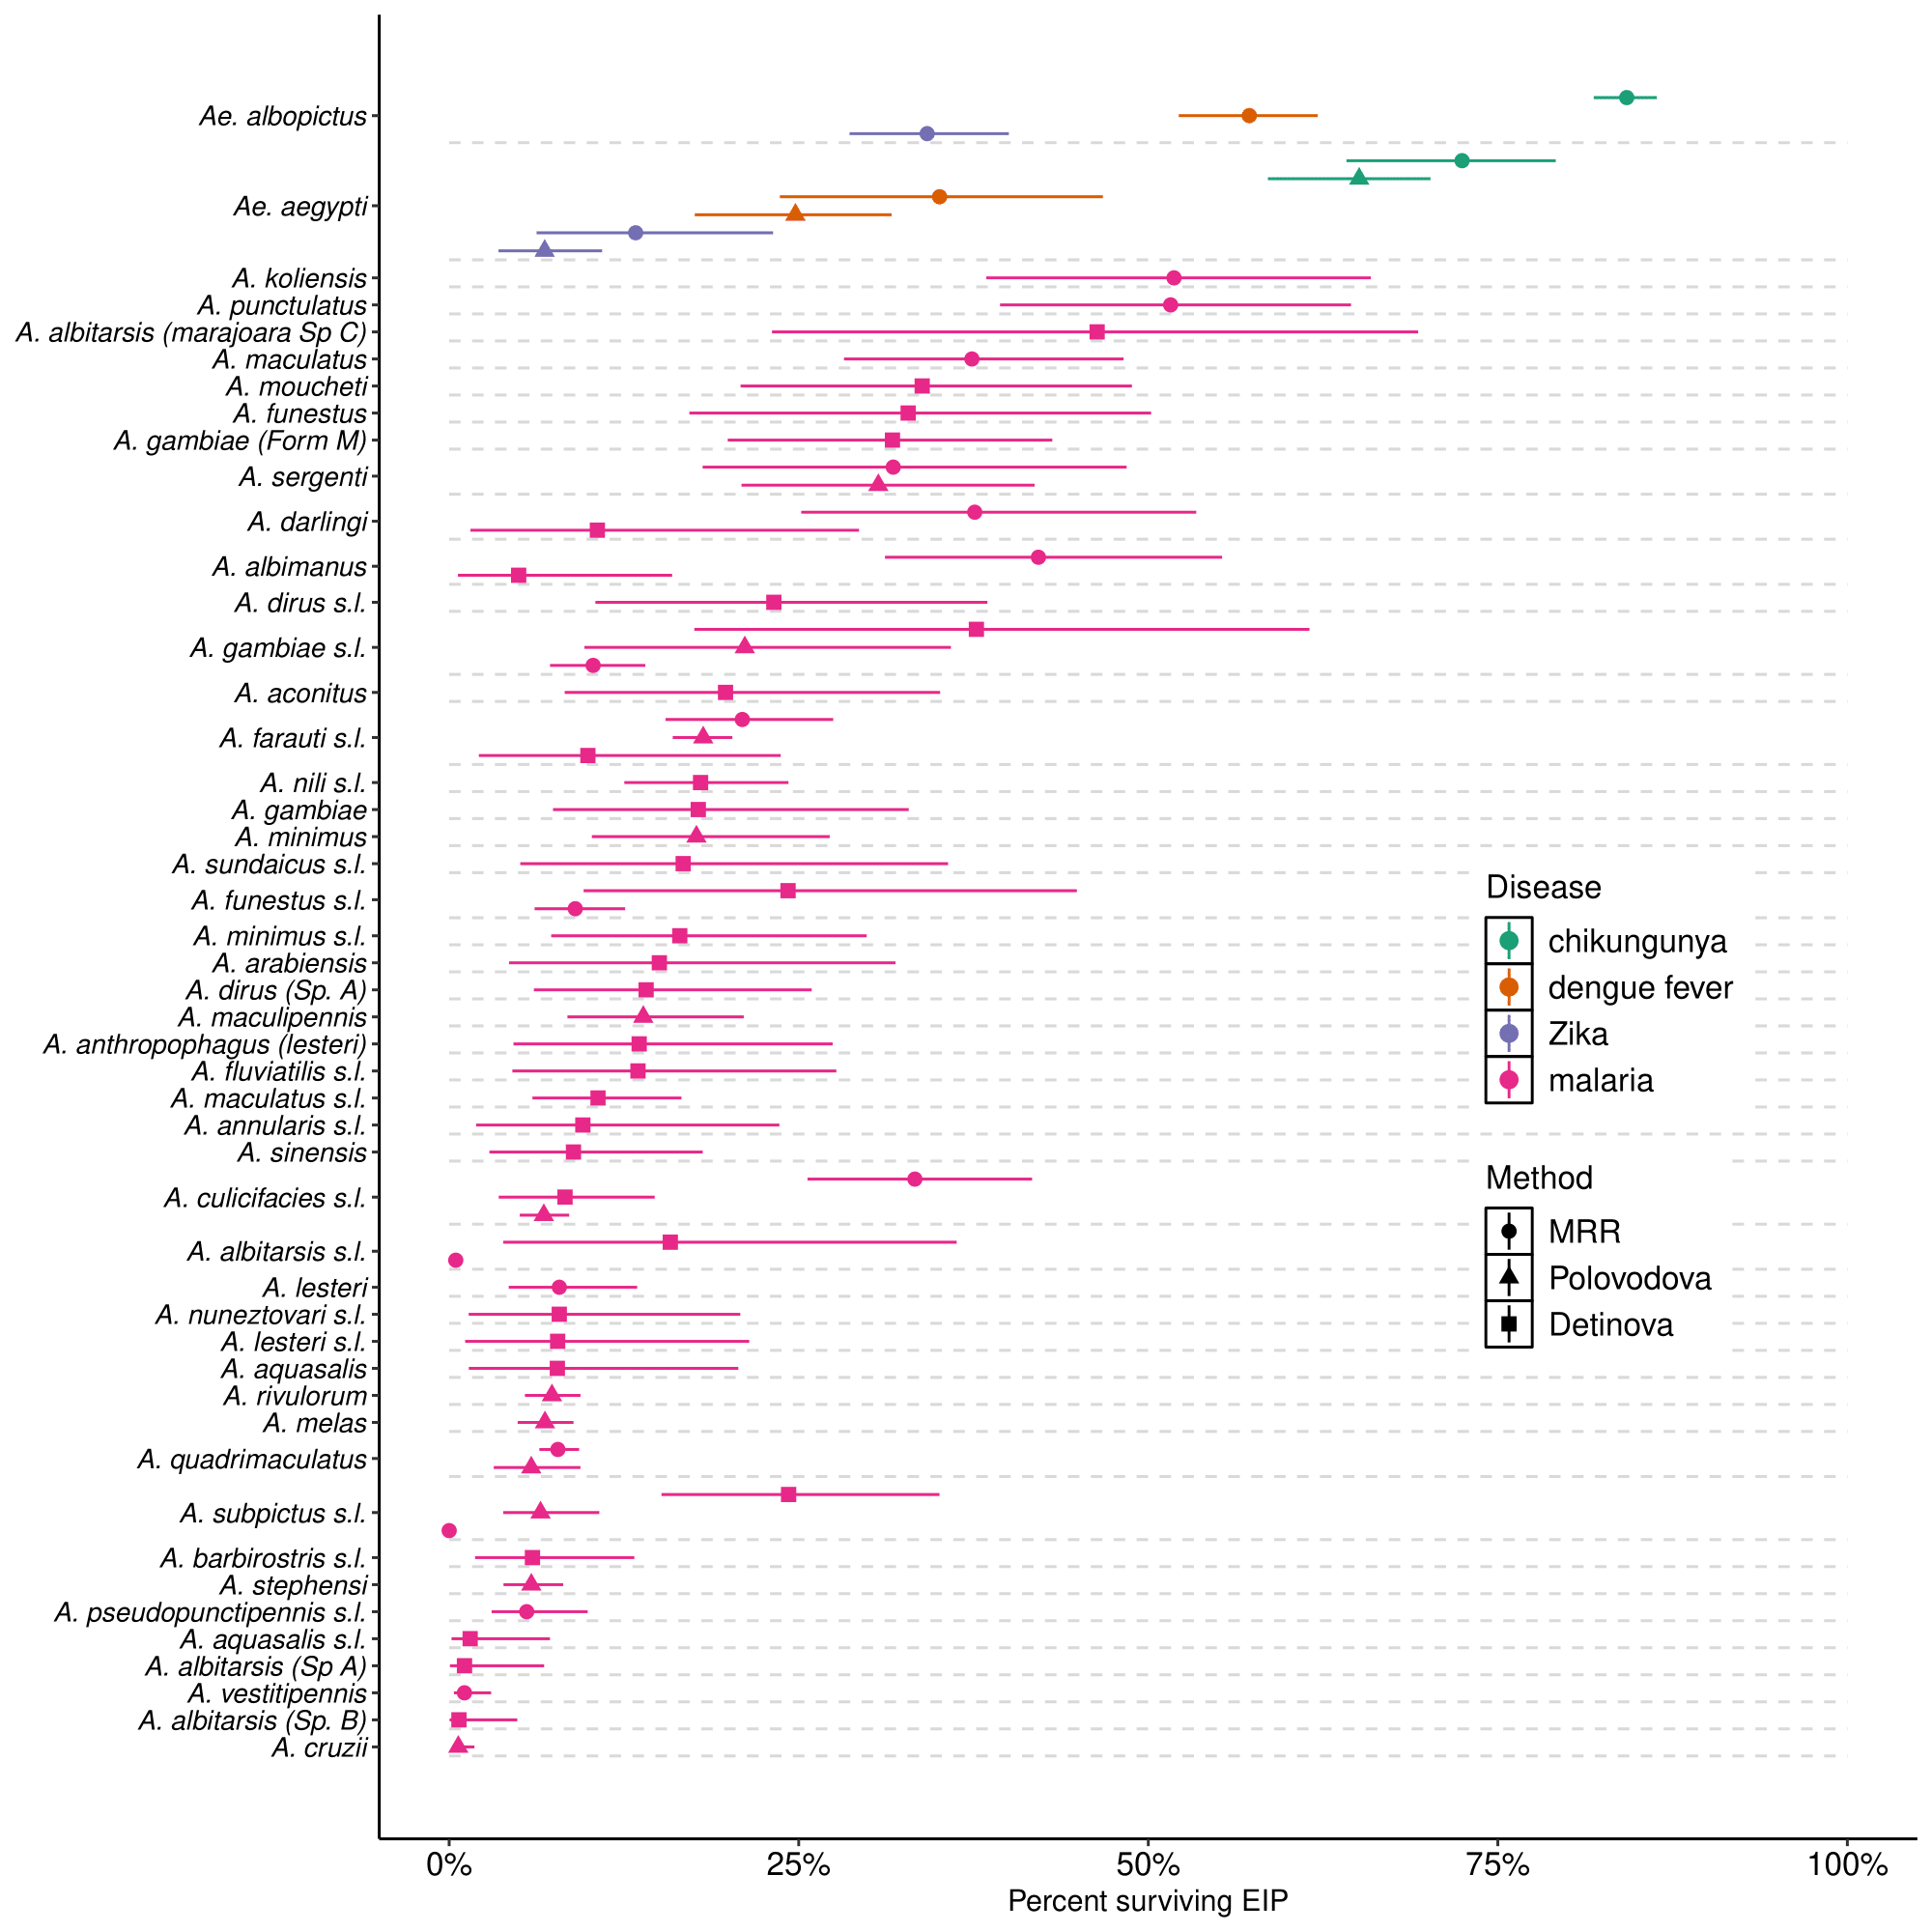 Ae. albopictus
Ae. aegypti
A. koliensis
A. punctulatus
A. albitarsis (marajoara Sp C)
A. maculatus
A. moucheti
A. funestus
A. gambiae (Form M)
A. sergenti
A. darlingi
A. albimanus
A. dirus s.l.
A. gambiae s.l.
A. aconitus
A. farauti s.l.
A. nili s.l.
A. gambiae
A. minimus
A. sundaicus s.l.
A. funestus s.l.
A. minimus s.l.
A. arabiensis
A. dirus (Sp. A)
A. maculipennis
A. anthropophagus (lesteri)
A. fluviatilis s.l.
A. maculatus s.l.
A. annularis s.l.
A. sinensis
A. culicifacies s.l.
A. albitarsis s.l.
A. lesteri
A. nuneztovari s.l.
A. lesteri s.l.
A. aquasalis
A. rivulorum
A. melas
A. quadrimaculatus
A. subpictus s.l.
A. barbirostris s.l.
A. stephensi
A. pseudopunctipennis s.l.
A. aquasalis s.l.
A. albitarsis (Sp A)
A. vestitipennis
A. albitarsis (Sp. B)
A. cruzii
Disease
chikungunya
dengue fever
Zika
malaria
Method
MRR
Polovodova
Detinova
0% 25% 50% 75% 100%
Percent surviving EIP